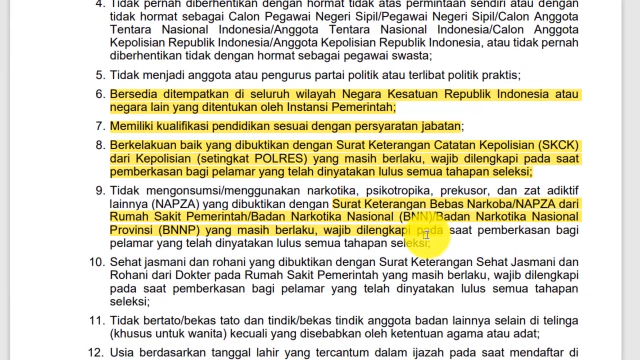 4. Tidak pernah diberhentikan dengan hormat tidak atas permintaan sendiri atau dengan
tidak hormat sebagai Calon Pegawai Negeri Sipil/Pegawai Negeri Sipil/Calon Anggota
Tentara Nasional Indonesia/Anggota Tentara Nasional Indonesia/Calon Anggota
Kepolisian Republik Indonesia/Anggota Kepolisian Republik Indonesia, atau tidak pernah
diberhentikan tidak dengan hormat sebagai pegawai swasta;
5. Tidak menjadi anggota atau pengurus partai politik atau terlibat politik praktis;
6. Bersedia ditempatkan di seluruh wilayah Negara Kesatuan Republik Indonesia atau
negara lain yang ditentukan oleh Instansi Pemerintah;
7. Memiliki kualifikasi pendidikan sesuai dengan persyaratan jabatan;
8. Berkelakuan baik yang dibuktikan dengan Surat Keterangan Catatan Kepolisian (SKCK)
dari Kepolisian (setingkat POLRES) yang masih berlaku, wajib dilengkapi pada saat
pemberkasan bagi pelamar yang telah dinyatakan lulus semua tahapan seleksi;
9. Tidak mengonsumsi/menggunakan narkotika, psikotropika, prekusor, dan zat adiktif
lainnya (NAPZA) yang dibuktikan dengan Surat Keterangan Bebas Narkoba/NAPZA dari
Rumah Sakit Pemerintah/Badan Narkotika Nasional (BNN)/Badan Narkotika Nasional
Provinsi (BNNP) yang masih berlaku, wajib dilengkapi pada saat pemberkasan bagi
pelamar yang telah dinyatakan lulus semua tahapan seleksi;
10. Sehat jasmani dan rohani yang dibuktikan dengan Surat Keterangan Sehat Jasmani dan
Rohani dari Dokter pada Rumah Sakit Pemerintah yang masih berlaku, wajib dilengkapi
pada saat pemberkasan bagi pelamar yang telah dinyatakan lulus semua tahapan
seleksi;
11. Tidak bertato/bekas tato dan tindik/bekas tindik anggota badan lainnya selain di telinga
(khusus untuk wanita) kecuali yang disebabkan oleh ketentuan agama atau adat;
12. Usia berdasarkan tanggal lahir yang tercantum dalam ijazah pada saat mendaftar di